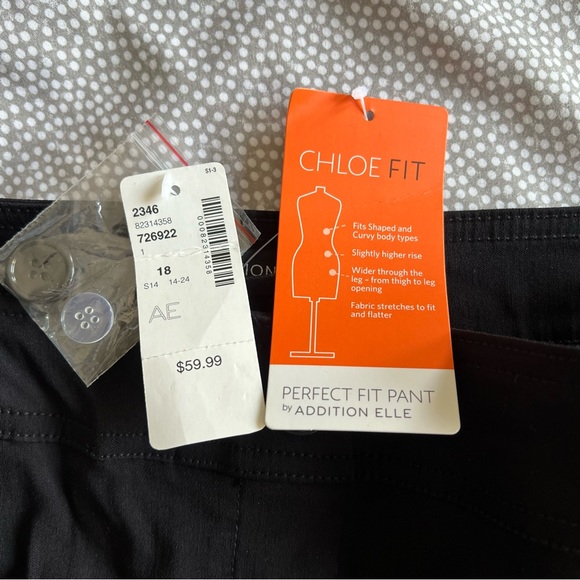 2346
82314358
726922
1
18
S14 14-24
AE
$59.99
S1-3
000082314358
CHLOE FIT
Fits Shaped and
Curvy body types
Slightly higher rise
Wider through the
leg – from thigh to leg
opening
Fabric stretches to fit
and flatter
PERFECT FIT PANT
by ADDITION ELLE